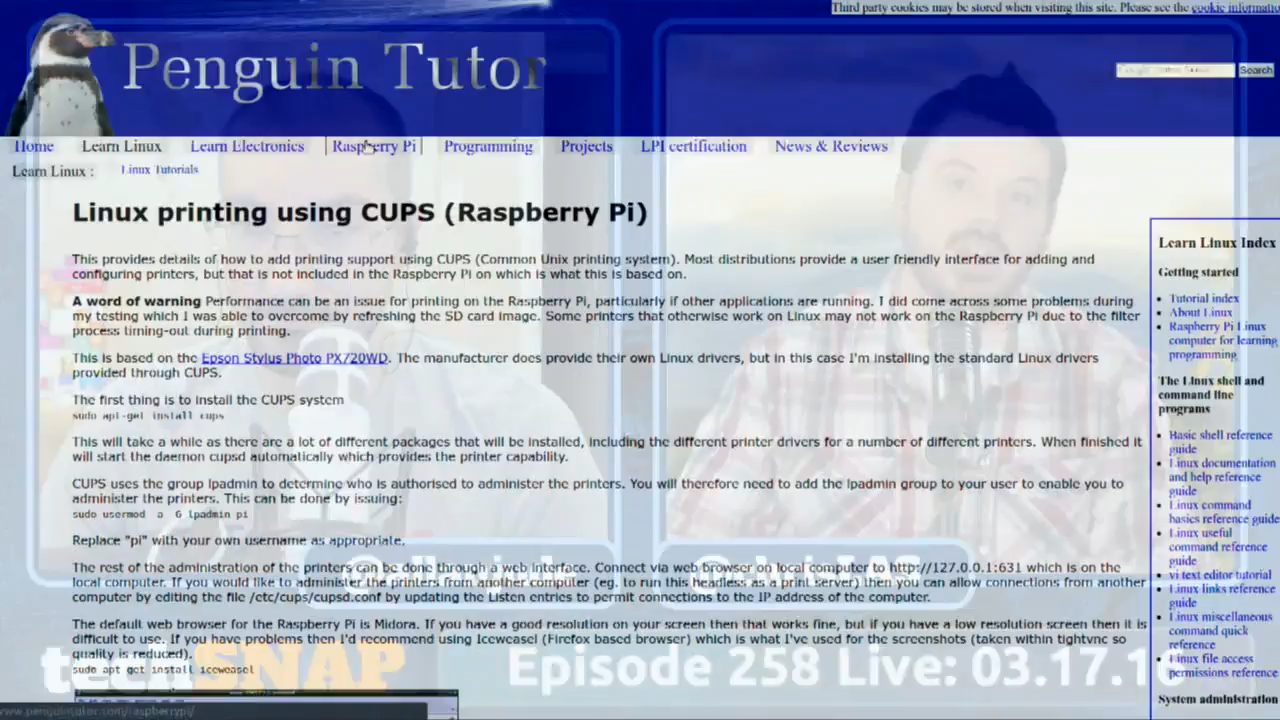 Third party cookies may be stored when visiting this site. Please see the cookie
Penguin Tutor
Search
Home Learn Linux Learn Electronics Raspberry Pi Programming Projects LPI certification News & Reviews
Learn Linux : Linux Tutorials
Linux printing using CUPS (Raspberry Pi)
This provides details of how to add printing support using CUPS (Common Unix printing system). Most distributions provide a user friendly interface for adding and
configuring printers, but that is not included in the Raspberry Pi on which is what this is based on.
A word of warning Performance can be an issue for printing on the Raspberry Pi, particularly if other applications are running. I did come across some problems during
my testing which I was able to overcome by refreshing the SD card image. Some printers that otherwise work on Linux may not work on the Raspberry Pi due to the filter
process timing-out during printing.
This is based on the Epson Stylus Photo PX720WD. The manufacturer does provide their own Linux drivers, but in this case I'm installing the standard Linux drivers
provided through CUPS.
The first thing is to install the CUPS system
sudo apt-get install cups
This will take a while as there are a lot of different packages that will be installed, including the different printer drivers for a number of different printers. When finished it
will start the daemon cupsd automatically which provides the printer capability.
CUPS uses the group lpadmin to determine who is authorised to administer the printers. You will therefore need to add the lpadmin group to your user to enable you to
administer the printers. This can be done by issuing:
sudo usermod -a -G lpadmin pi
Replace "pi" with your own username as appropriate.
The rest of the administration of the printers can be done through a web interface. Connect via web browser on local computer to http://127.0.0.1:631 which is on the
local computer. If you would like to administer the printers from another computer (eg. to run this headless as a print server) then you can allow connections from another
computer by editing the file /etc/cups/cupsd.conf by updating the Listen entries to permit connections to the IP address of the computer.
The default web browser for the Raspberry Pi is Midora. If you have a good resolution on your screen then that works fine, but if you have a low resolution screen then it is
difficult to use. If you have problems then I'd recommend using Iceweasel (Firefox based browser) which is what I've used for the screenshots (taken within tightvnc so
quality is reduced).
sudo apt-get install iceweasel
www.penguintutor.com/raspberrypi/
Learn Linux Index
Getting started
Tutorial index
About Linux
Raspberry Pi Linux
computer for learning
programming
The Linux shell and
command line
programs
Basic shell reference
guide
Linux documentation
and help reference
guide
Linux command
basics reference guide
Linux useful
command reference
guide
vi text editor tutorial
Linux links reference
guide
Linux miscellaneous
command quick
reference
Linux file access
permissions reference
System administration
techSNAP
Episode Live: 03.17.16